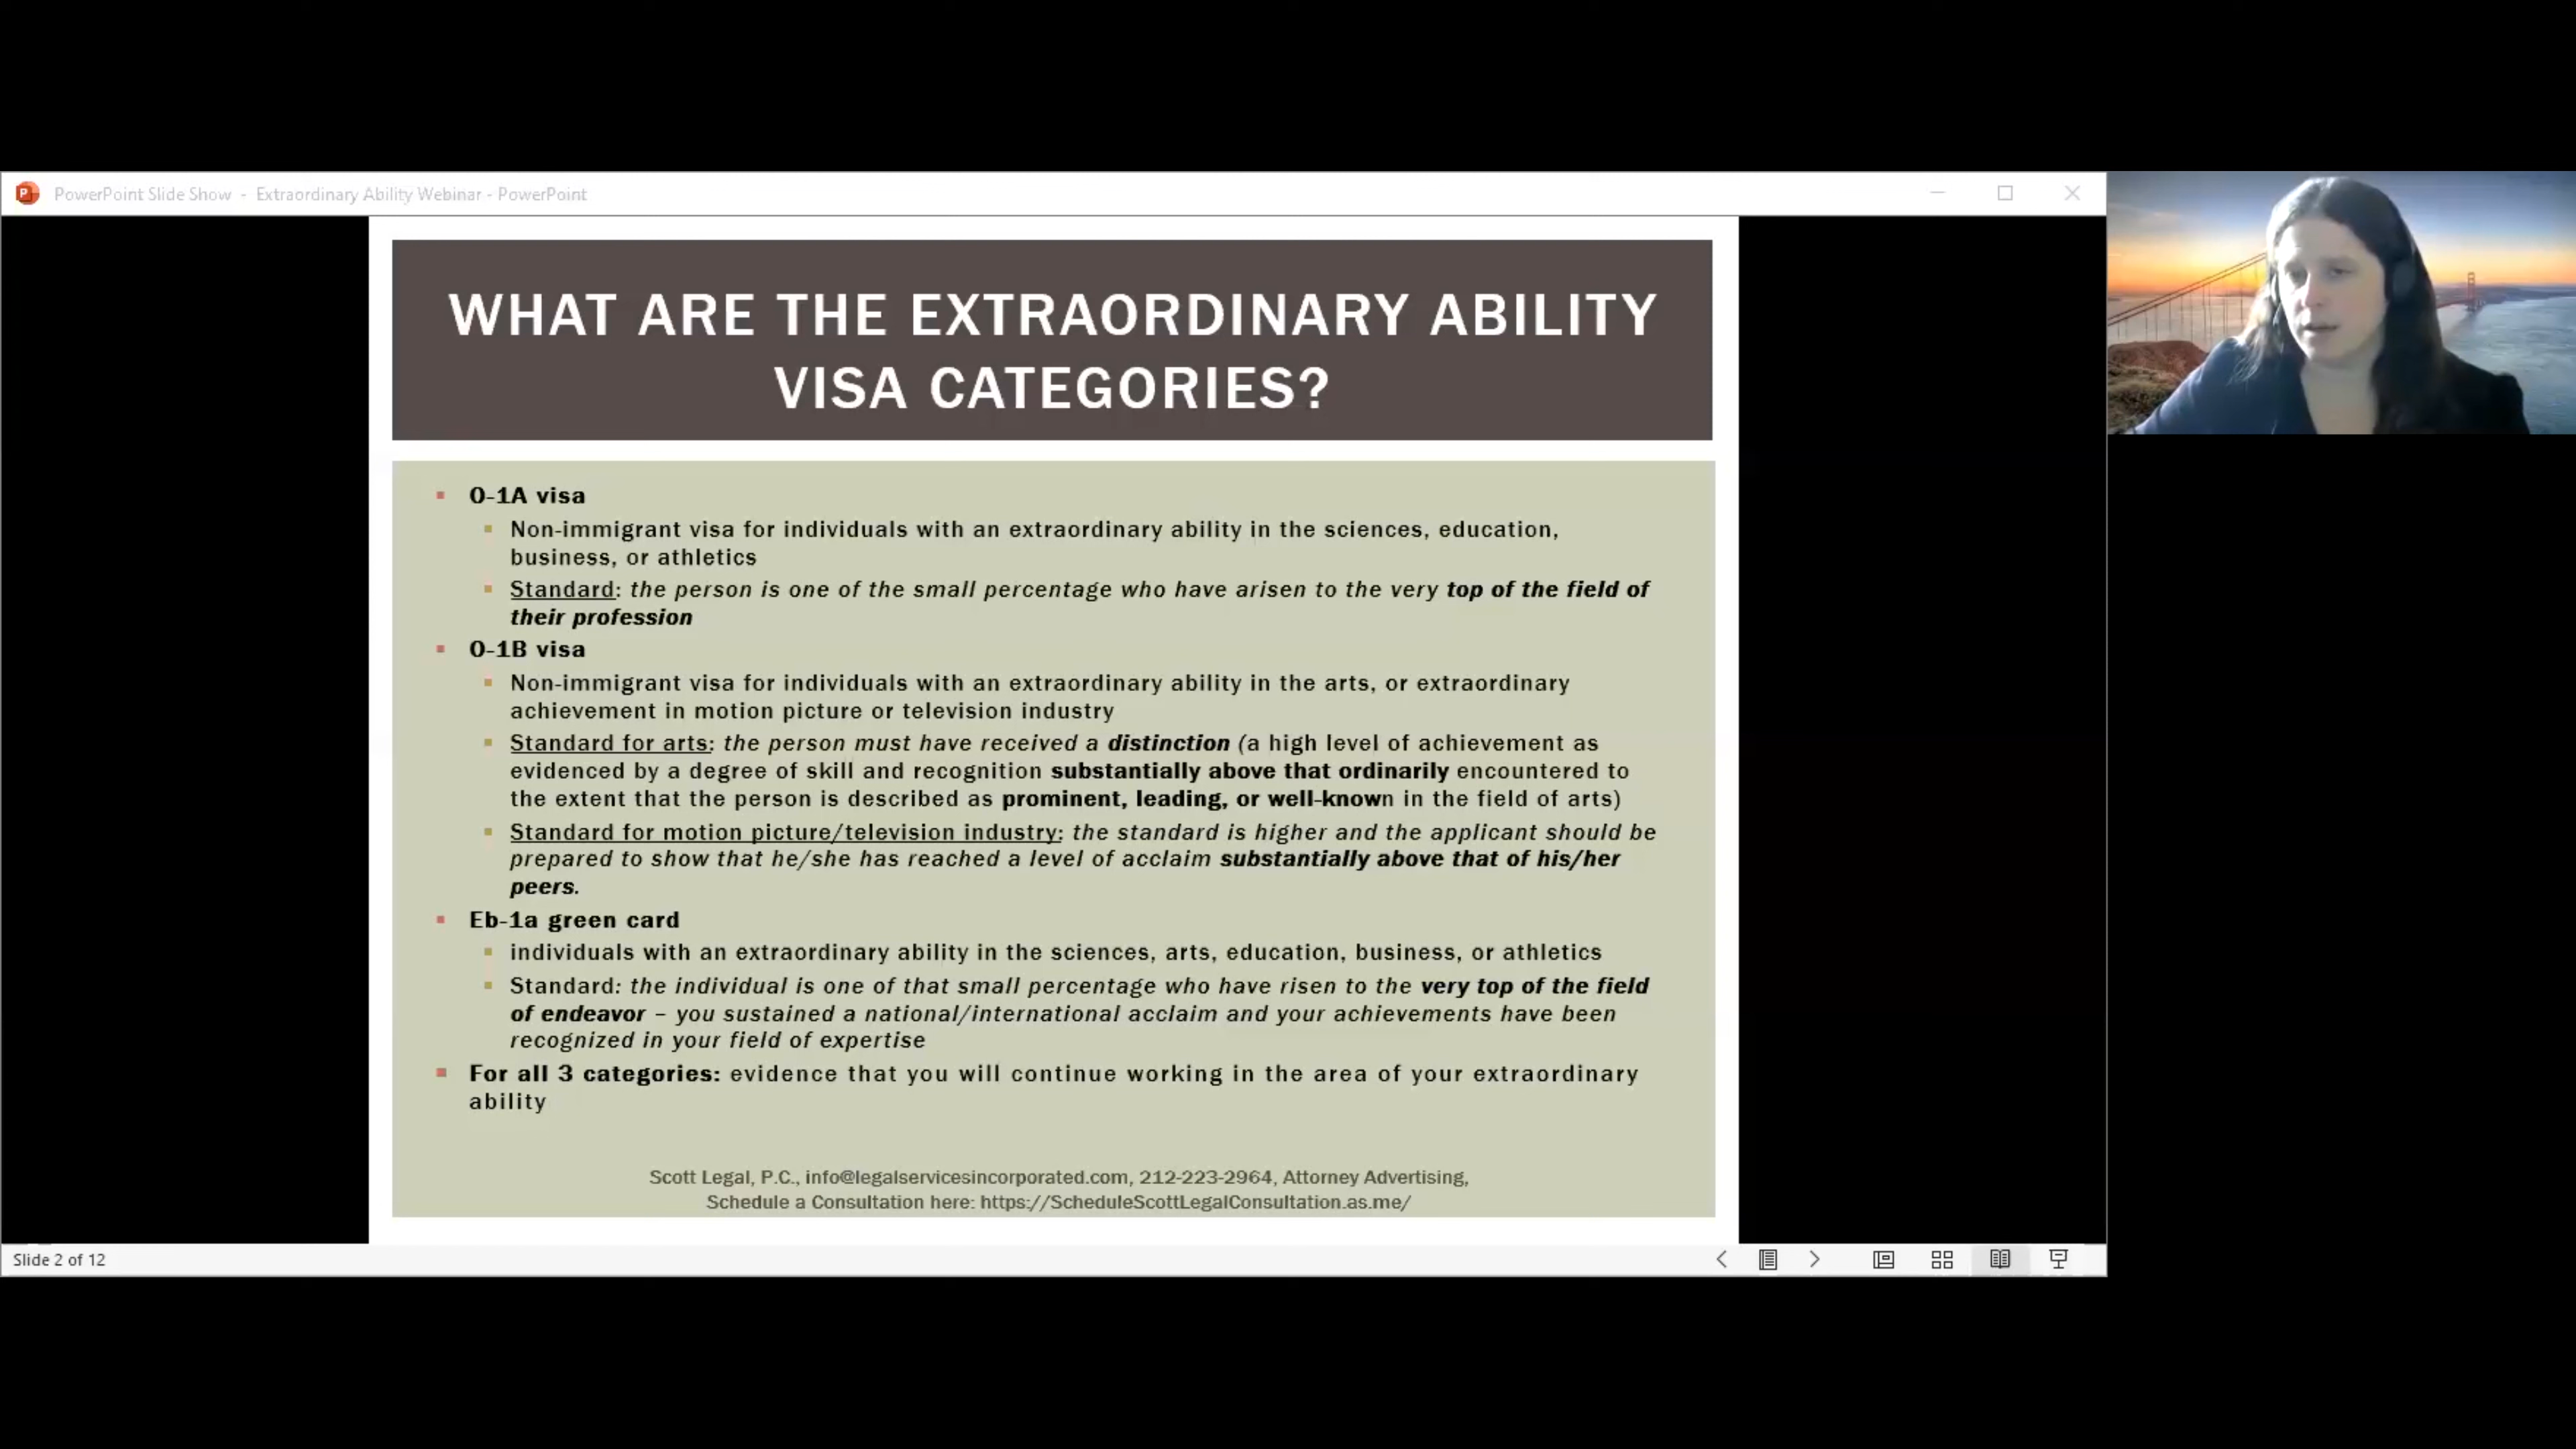 PowerPoint Slide Show - Extraordinary Ability Webinar - PowerPoint
WHAT ARE THE EXTRAORDINARY ABILITY
VISA CATEGORIES?
O-1A visa
Non-immigrant visa for individuals with an extraordinary ability in the sciences, education,
business, or athletics
Standard: the person is one of the small percentage who have arisen to the very top of the field of
their profession
O-1B visa
Non-immigrant visa for individuals with an extraordinary ability in the arts, or extraordinary
achievement in motion picture or television industry
Standard for arts: the person must have received a distinction (a high level of achievement as
evidenced by a degree of skill and recognition substantially above that ordinarily encountered to
the extent that the person is described as prominent, leading, or well-known in the field of arts)
Standard for motion picture/television industry: the standard is higher and the applicant should be
prepared to show that he/she has reached a level of acclaim substantially above that of his/her
peers.
Eb-1a green card
individuals with an extraordinary ability in the sciences, arts, education, business, or athletics
Standard: the individual is one of that small percentage who have risen to the very top of the field
of endeavor – you sustained a national/international acclaim and your achievements have been
recognized in your field of expertise
For all 3 categories: evidence that you will continue working in the area of your extraordinary
ability
Scott Legal, P.C., info@legalservicesincorporated.com, 212-223-2964, Attorney Advertising,
Schedule a Consultation here: https://ScheduleScottLegalConsultation.as.me/
Slide 2 of 12